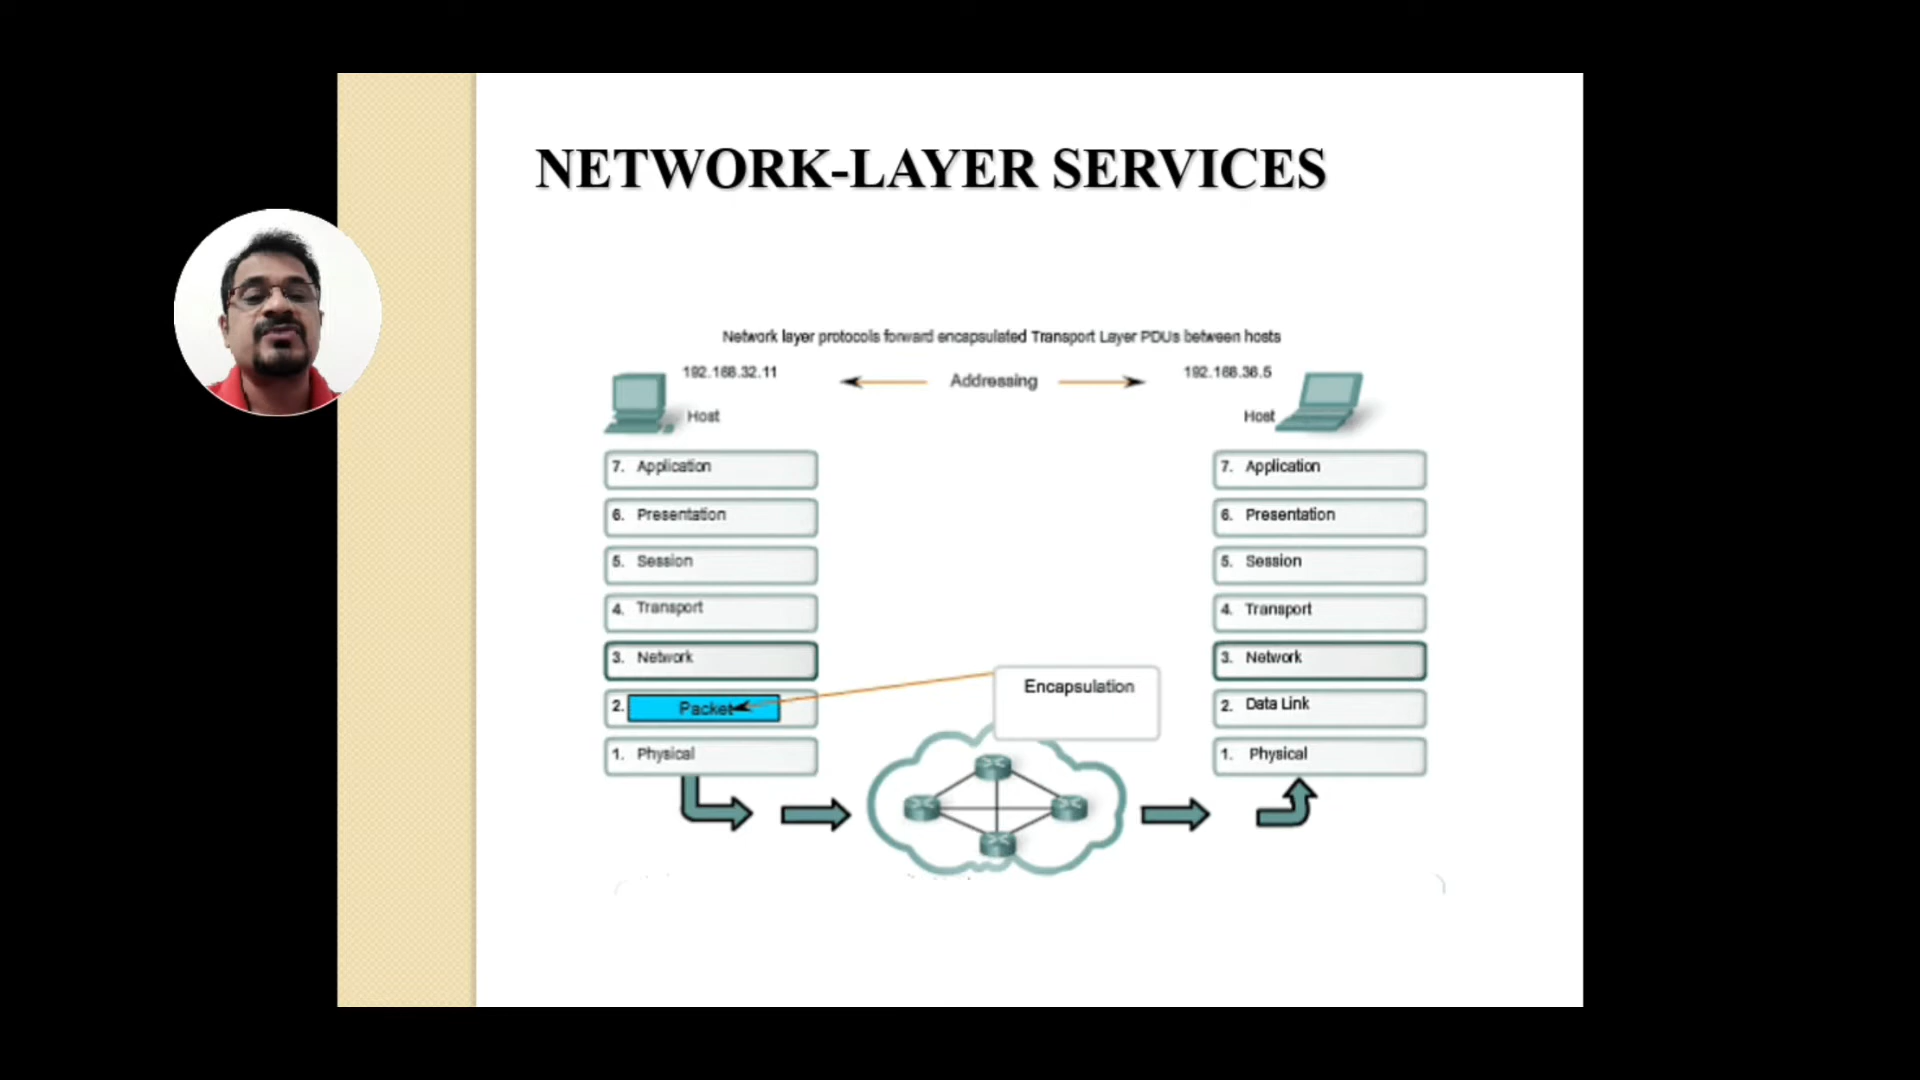 NETWORK-LAYER SERVICES
Network layer protocols forward encapsulated Transport Layer PDUs between hosts
192.168.32.11
Addressing
192.168.36.5
Host
Host
7. Application
6. Presentation
5. Session
4. Transport
3. Network
2. Packet
1. Physical
Encapsulation
7. Application
6. Presentation
5. Session
4. Transport
3. Network
2. Data Link
1. Physical